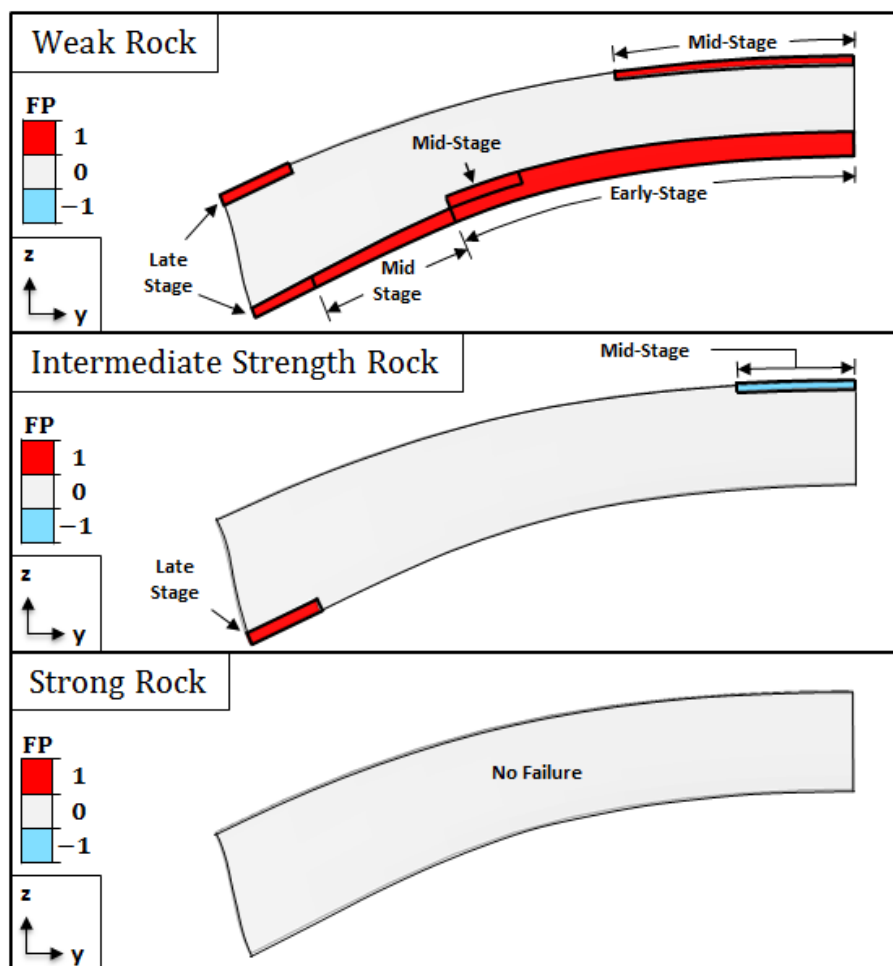 Weak Rock
Mid-Stage
FP
1
0
−1
Mid-Stage
Early-Stage
Late
Stage
Mid
Stage
z
y
Intermediate Strength Rock
Mid-Stage
FP
1
0
−1
Late
Stage
z
y
Strong Rock
FP
1
0
−1
No Failure
z
y